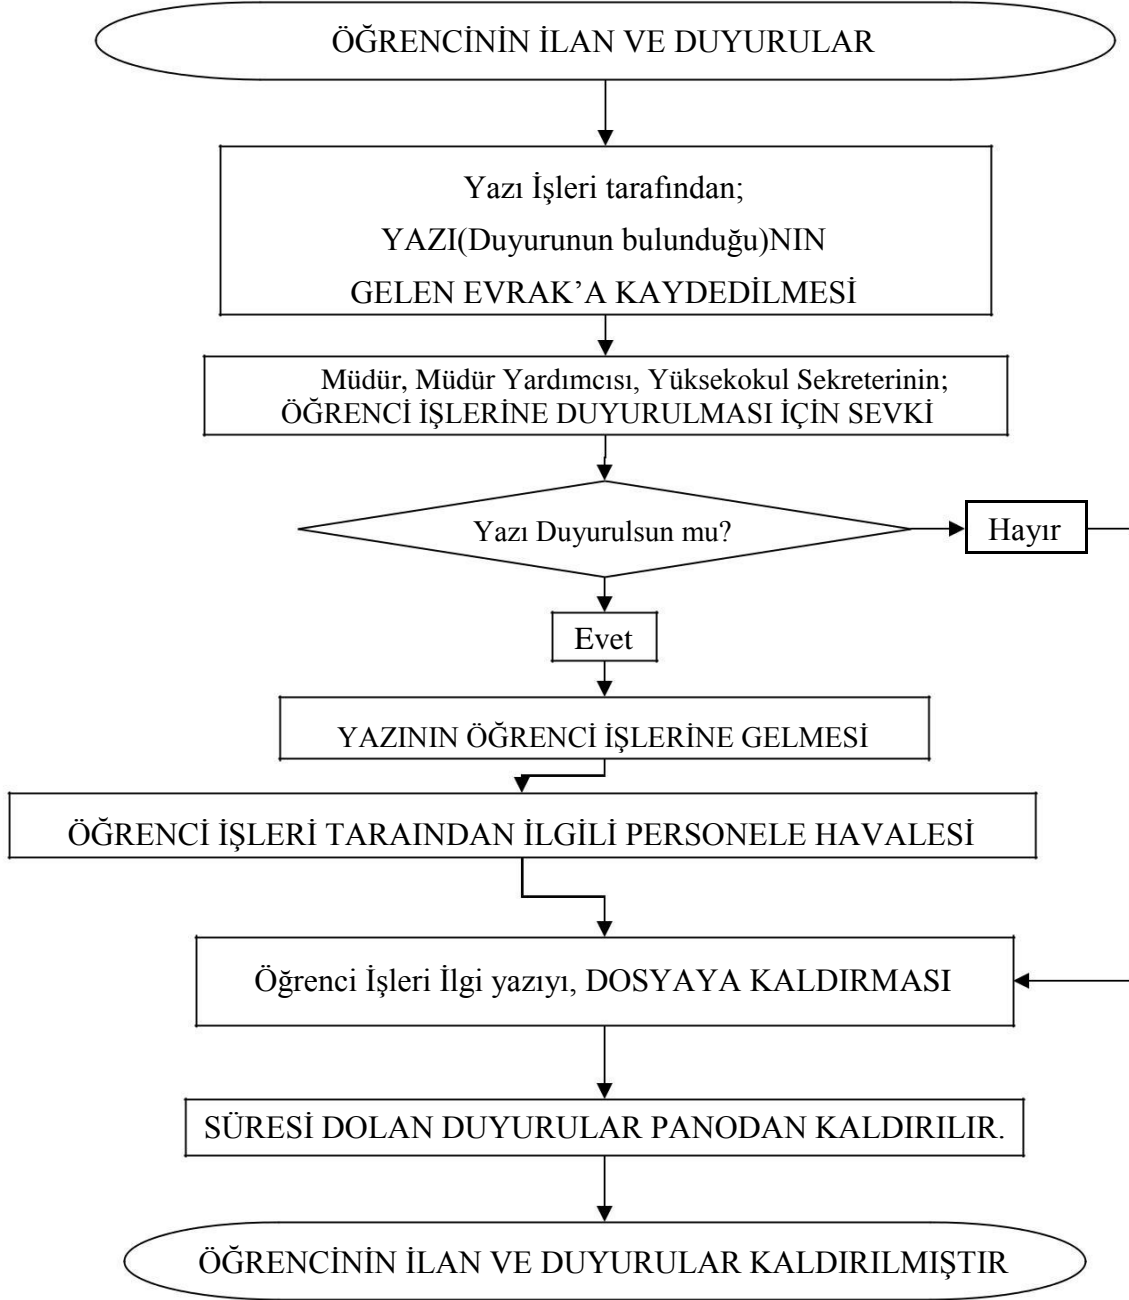 ÖĞRENCİNİN İLAN VE DUYURULAR
Yazı İşleri tarafından;
YAZI(Duyurunun bulunduğu)NIN
GELEN EVRAK’A KAYDEDİLMESİ
Müdür, Müdür Yardımcısı, Yüksekokul Sekreterinin;
ÖĞRENCİ İŞLERİNE DUYURULMASI İÇİN SEVKİ
Yazı Duyurulsun mu?
Hayır
Evet
YAZININ ÖĞRENCİ İŞLERİNE GELMESİ
ÖĞRENCİ İŞLERİ TARAINDAN İLGİLİ PERSONELE HAVALESİ
Öğrenci İşleri İlgi yazıyı, DOSYAYA KALDIRMASI
SÜRESİ DOLAN DUYURULAR PANODAN KALDIRILIR.
ÖĞRENCİNİN İLAN VE DUYURULAR KALDIRILMIŞTIR